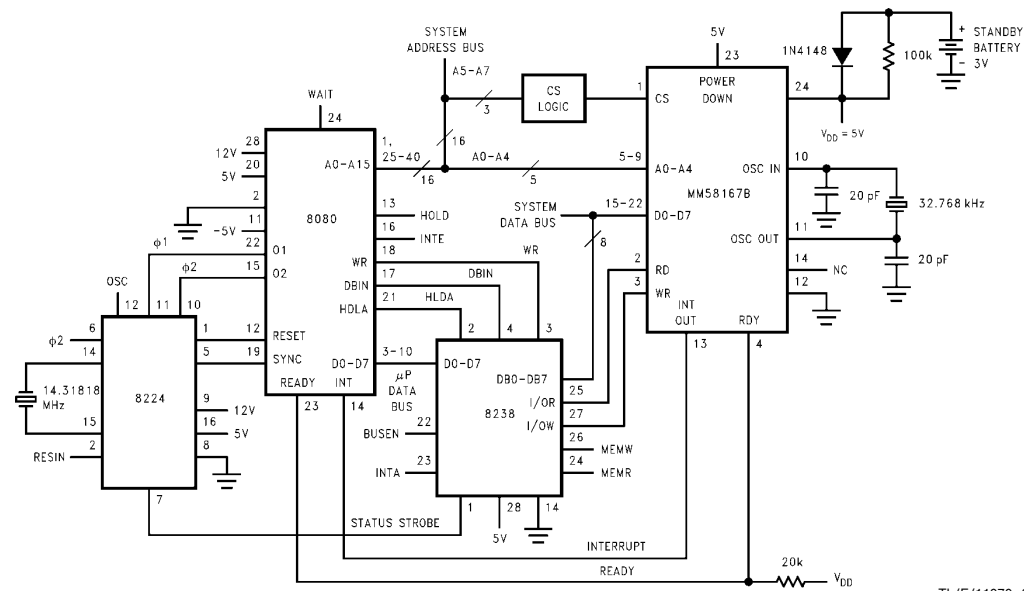 SYSTEM
ADDRESS BUS
A5-A7
3
CS
LOGIC
1
CS
5V
23
POWER
DOWN
24
1N4148
100k
+ STANDBY
BATTERY
- 3V
VDD = 5V
WAIT
24
28
12V
20
5V
2
11
-5V
22
ϕ1
O1
15
ϕ2
O2
8080
1,
25-40
A0-A15
16
16
A0-A4
5
5-9
A0-A4
MM58167B
OSC IN
10
20 pF
32.768 kHz
OSC OUT
11
20 pF
14
NC
12
13
HOLD
16
INTE
18
WR
WR
17
DBIN
DBIN
21
HDLA
HLDA
SYSTEM
DATA BUS
15-22
D0-D7
8
2
RD
3
WR
INT
OUT
RDY
13
4
OSC
12
11
10
6
ϕ2
14
14.31818
MHz
15
2
RESIN
8224
1
5
12
RESET
19
SYNC
9
12V
16
5V
8
7
READY
INT
23
14
D0-D7
3-10
μP
DATA
BUS
2
4
3
D0-D7
DB0-DB7
25
I/OR
8238
27
I/OW
26
MEMW
24
MEMR
22
BUSEN
23
INTA
1
28
5V
14
STATUS STROBE
INTERRUPT
READY
20k
VDD